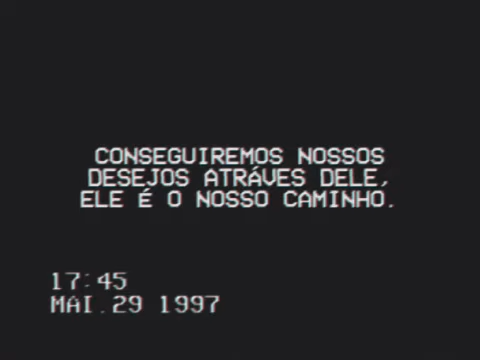 CONSEGUIREMOS NOSSOS
DESEJOS ATRÁVES DELE,
ELE É O NOSSO CAMINHO.
17:45
MAI.29 1997